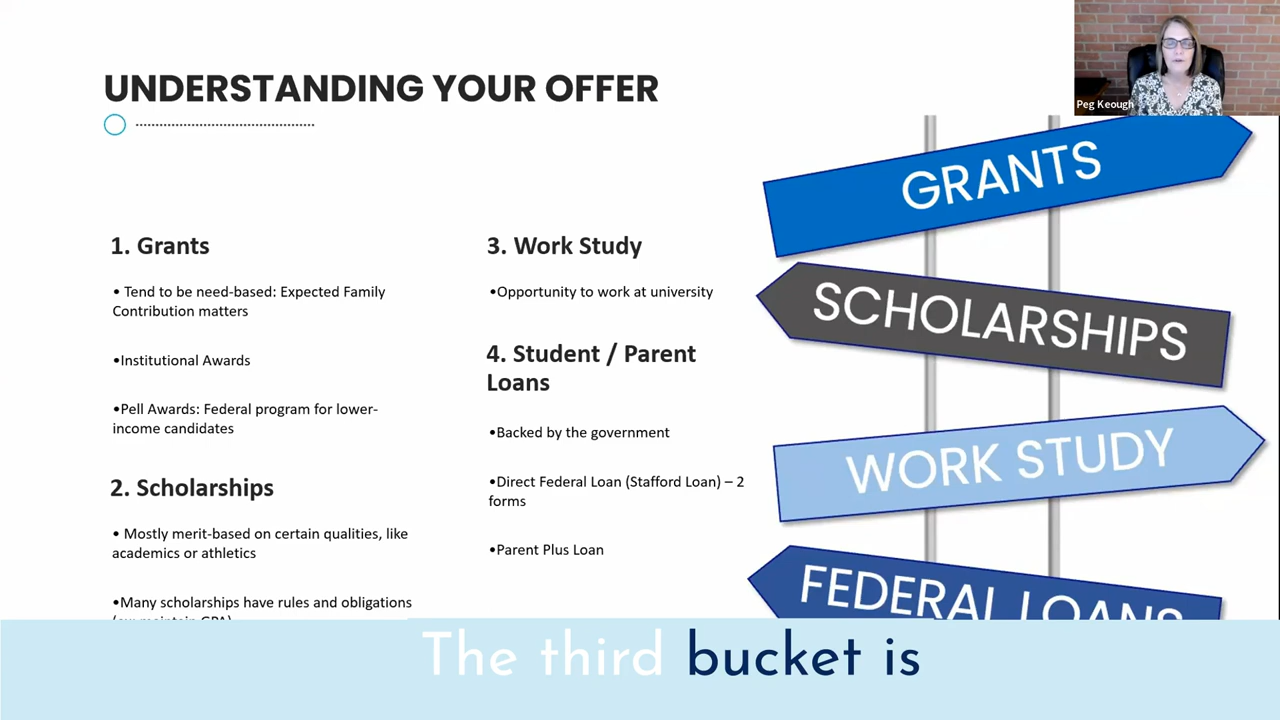 UNDERSTANDING YOUR OFFER
Peg Keough
1. Grants
• Tend to be need-based: Expected Family
Contribution matters
•Institutional Awards
•Pell Awards: Federal program for lower-
income candidates
2. Scholarships
• Mostly merit-based on certain qualities, like
academics or athletics
•Many scholarships have rules and obligations
3. Work Study
•Opportunity to work at university
4. Student / Parent
Loans
•Backed by the government
•Direct Federal Loan (Stafford Loan) – 2
forms
•Parent Plus Loan
GRANTS
SCHOLARSHIPS
WORK STUDY
FEDERAL LOANS
The third bucket is